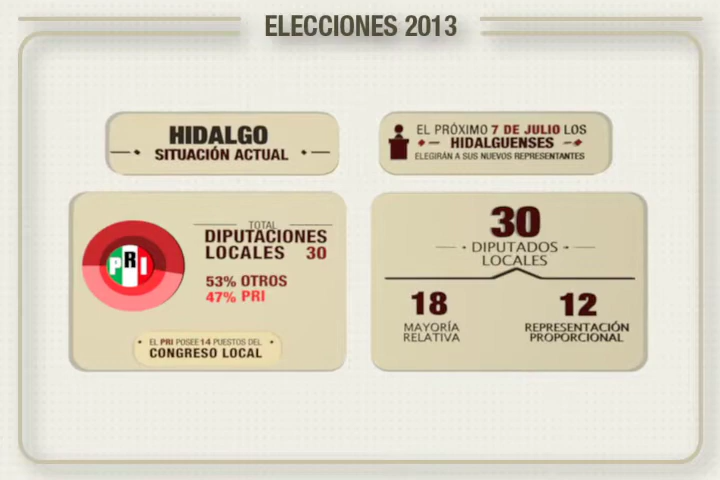 ELECCIONES 2013
HIDALGO
SITUACIÓN ACTUAL
EL PRÓXIMO 7 DE JULIO LOS
HIDALGUENSES
ELEGIRÁN A SUS NUEVOS REPRESENTANTES
PRI
TOTAL
DIPUTACIONES
LOCALES 30
53% OTROS
47% PRI
EL PRI POSEE 14 PUESTOS DEL
CONGRESO LOCAL
30
DIPUTADOS
LOCALES
18
MAYORÍA
RELATIVA
12
REPRESENTACIÓN
PROPORCIONAL